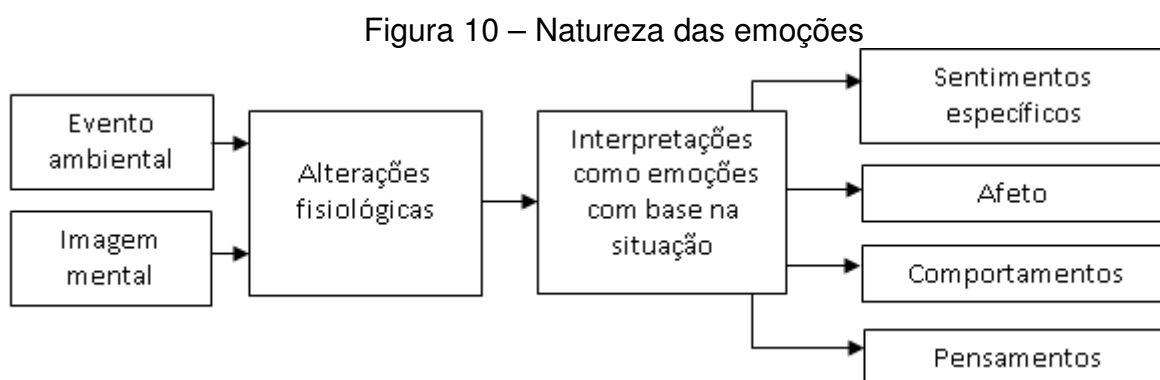 Figura 10 – Natureza das emoções
Evento
ambiental
Imagem
mental
Alterações
fisiológicas
Interpretações
como emoções
com base na
situação
Sentimentos
específicos
Afeto
Comportamentos
Pensamentos